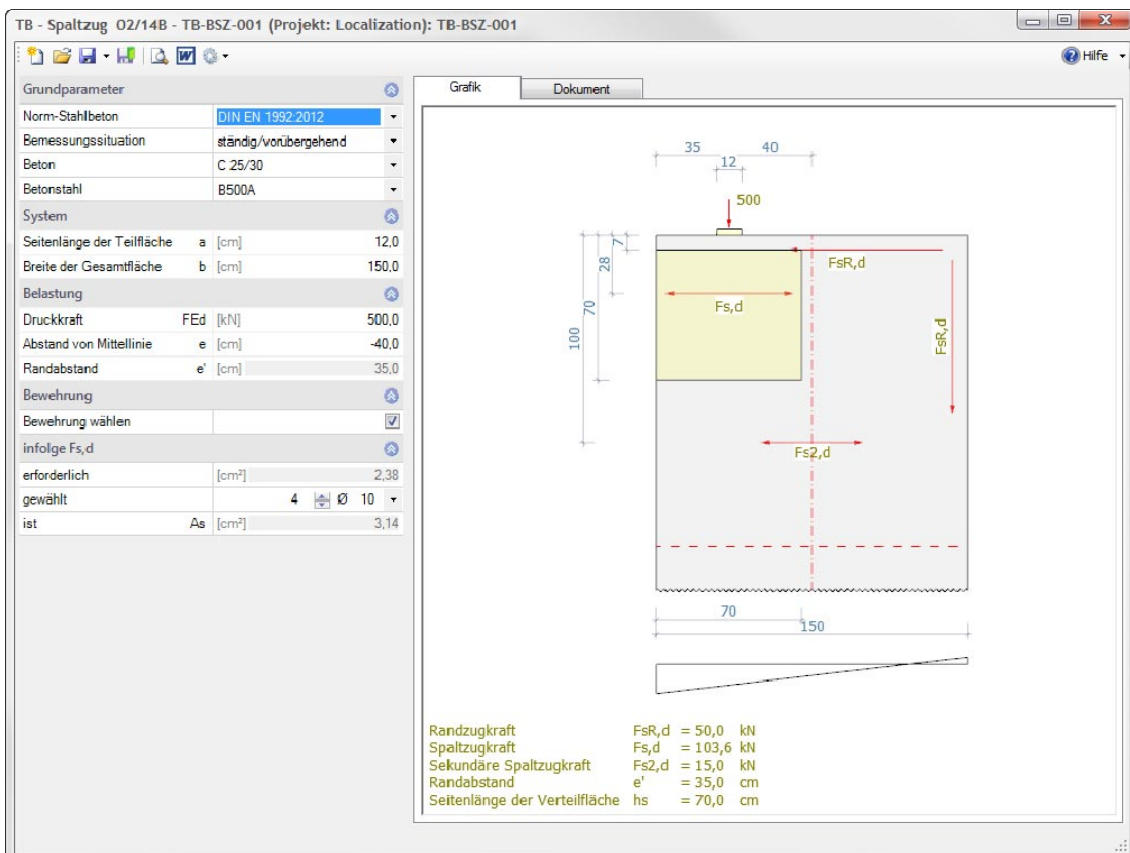 TB - Spaltzug 02/14B - TB-BSZ-001 (Projekt: Localization): TB-BSZ-001
W
Hilfe
Grundparameter
Norm-Stahlbeton DIN EN 1992:2012
Bemessungssituation ständig/vorübergehend
Beton C 25/30
Betonstahl B500A
System
Seitenlänge der Teilfläche a [cm] 12,0
Breite der Gesamtfläche b [cm] 150,0
Belastung
Druckkraft FEd [kN] 500,0
Abstand von Mittellinie e [cm] -40,0
Randabstand e' [cm] 35,0
Bewehrung
Bewehrung wählen
infolge Fs,d
erforderlich [cm²] 2,38
gewählt 4 Ø 10
ist As [cm²] 3,14
Grafik Dokument
35 40
12
500
7
28
70
100
FsR,d
Fs,d
FsR,d
Fs2,d
70
150
Randzugkraft FsR,d = 50,0 kN
Spaltzugkraft Fs,d = 103,6 kN
Sekundäre Spaltzugkraft Fs2,d = 15,0 kN
Randabstand e' = 35,0 cm
Seitenlänge der Verteilfläche hs = 70,0 cm